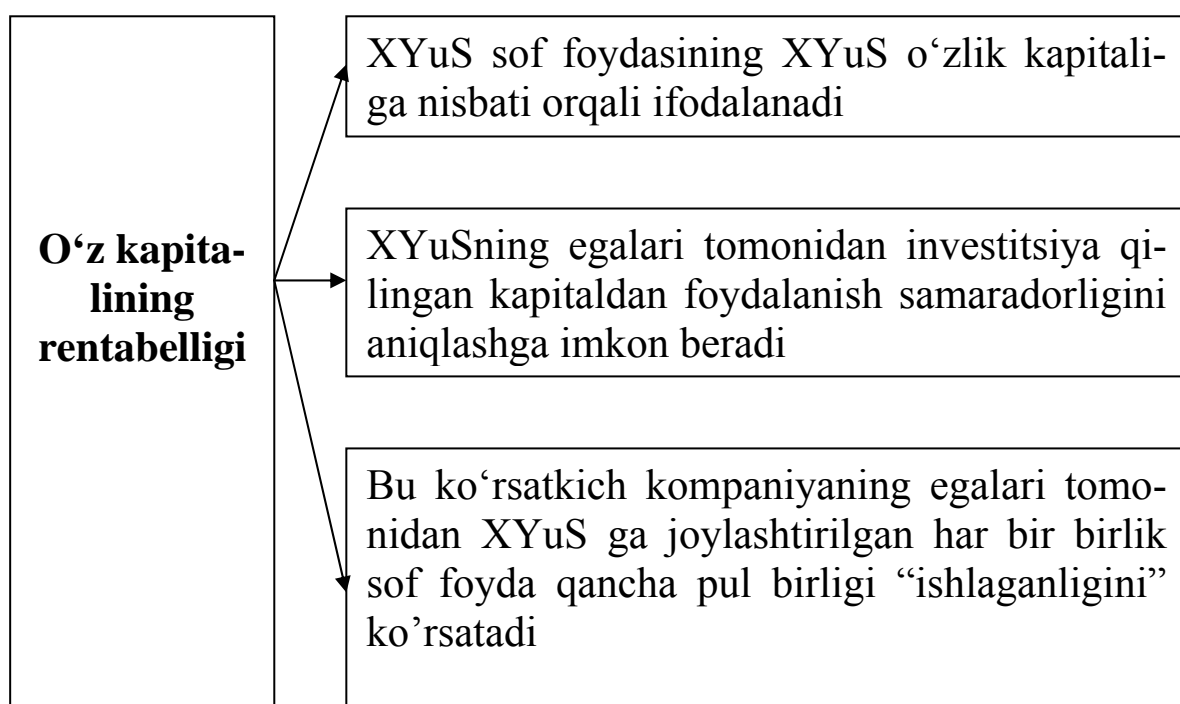 O‘z kapita-
lining
rentabelligi
XYuS sof foydasining XYuS o‘zlik kapitali-
ga nisbati orqali ifodalanadi
XYuSning egalari tomonidan investitsiya qi-
lingan kapitaldan foydalanish samaradorligini
aniqlashga imkon beradi
Bu ko‘rsatkich kompaniyaning egalari tomo-
nidan XYuS ga joylashtirilgan har bir birlik
sof foyda qancha pul birligi “ishlaganligini”
ko’rsatadi